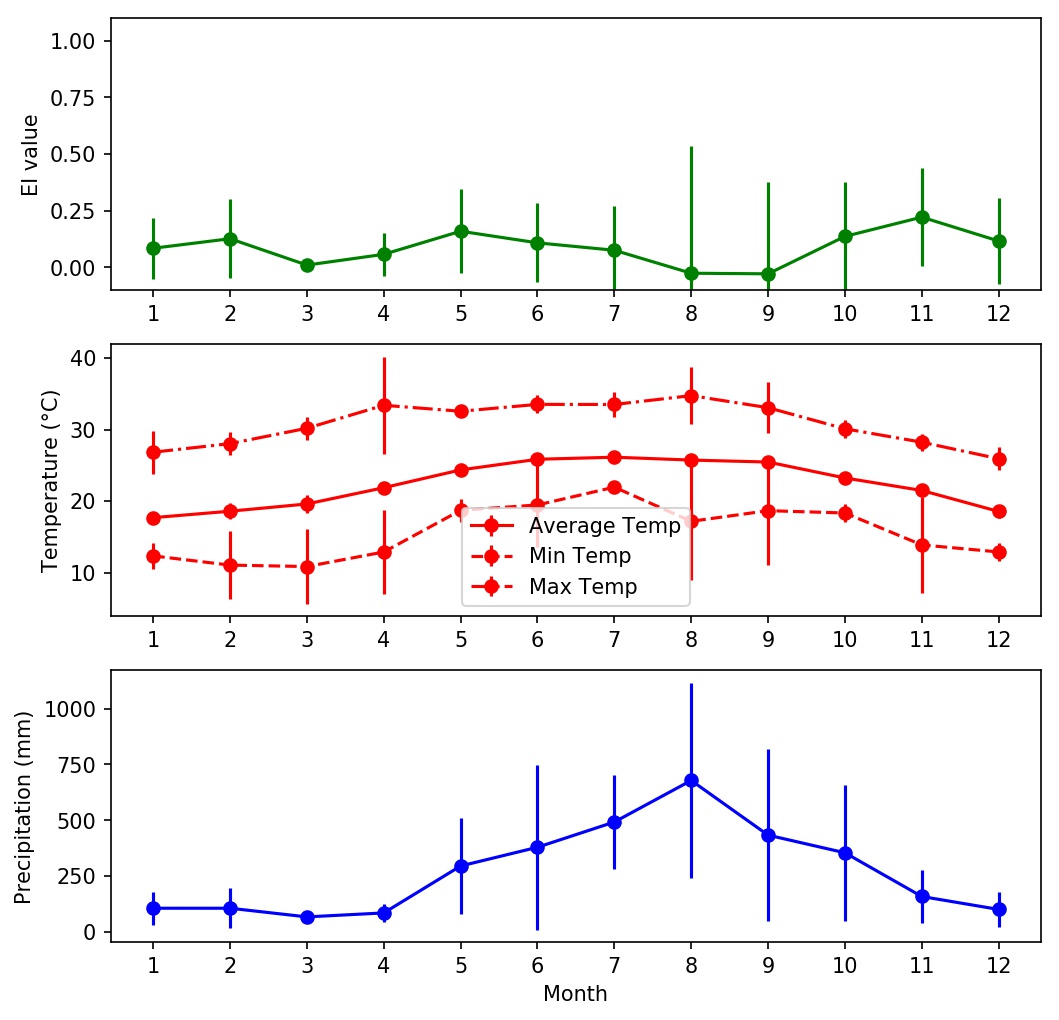 EI value
1.00
0.75
0.50
0.25
0.00
1 2 3 4 5 6 7 8 9 10 11 12
Temperature (°C)
40
30
20
10
Average Temp
Min Temp
Max Temp
1 2 3 4 5 6 7 8 9 10 11 12
Precipitation (mm)
1000
750
500
250
0
1 2 3 4 5 6 7 8 9 10 11 12
Month